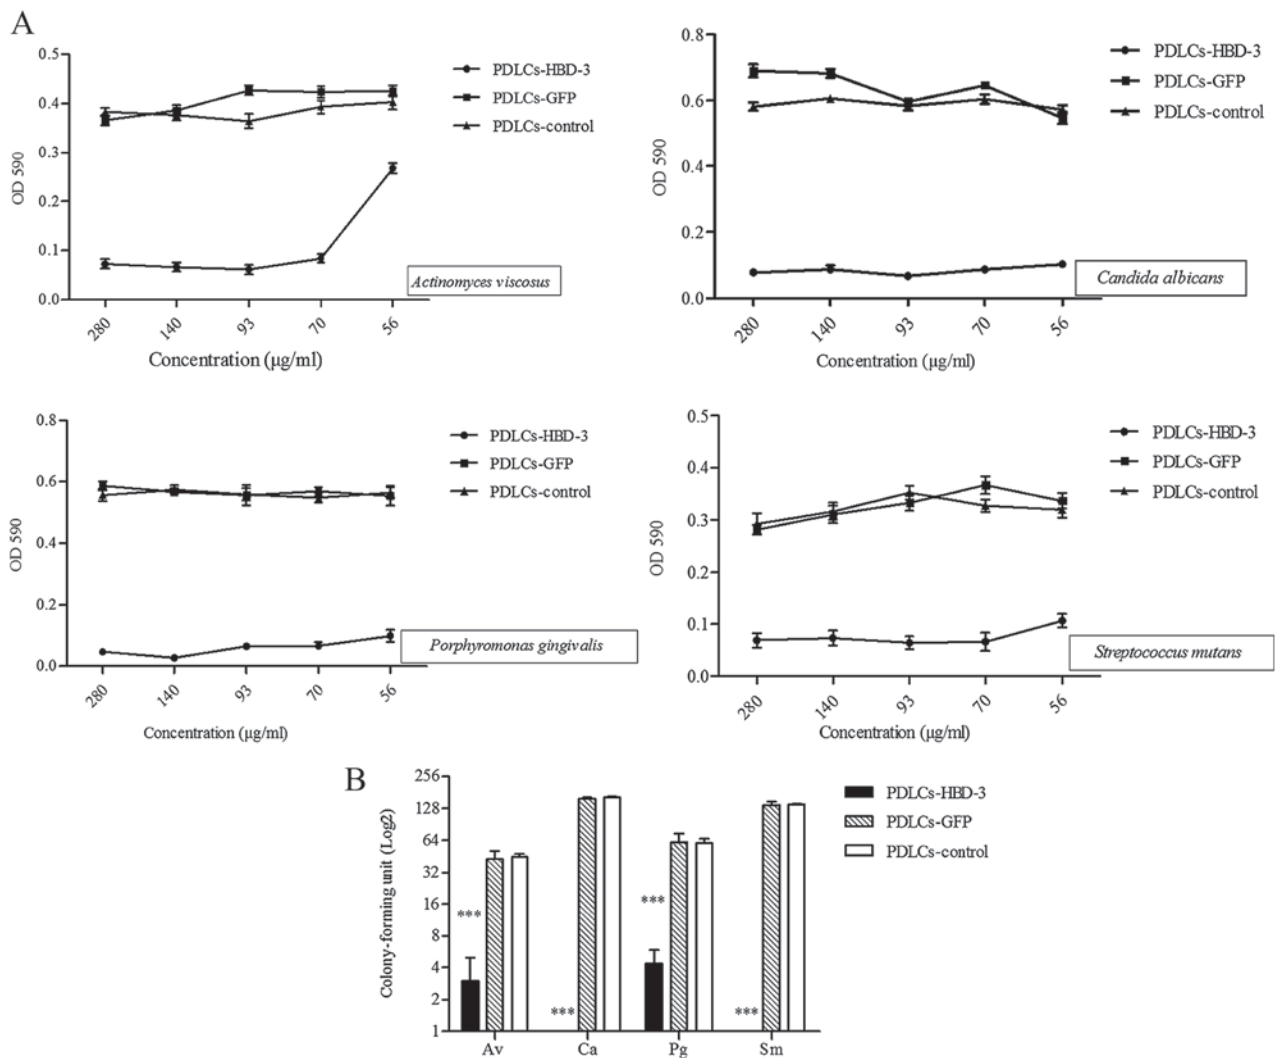 A
0.5
0.4
0.3
0.2
0.1
0.0
OD 590
PDLCs-HBD-3
PDLCs-GFP
PDLCs-control
Actinomyces viscosus
280
140
93
70
56
Concentration (µg/ml)
0.8
0.6
0.4
0.2
0.0
OD 590
PDLCs-HBD-3
PDLCs-GFP
PDLCs-control
Candida albicans
280
140
93
70
56
Concentration (µg/ml)
0.8
0.6
0.4
0.2
0.0
OD 590
PDLCs-HBD-3
PDLCs-GFP
PDLCs-control
Porphyromonas gingivalis
280
140
93
70
56
Concentration (µg/ml)
0.5
0.4
0.3
0.2
0.1
0.0
OD 590
PDLCs-HBD-3
PDLCs-GFP
PDLCs-control
Streptococcus mutans
280
140
93
70
56
Concentration (µg/ml)
B
256
128
64
32
16
8
4
2
1
Colony-forming unit (Log2)
PDLCs-HBD-3
PDLCs-GFP
PDLCs-control
***
***
***
***
Av
Ca
Pg
Sm